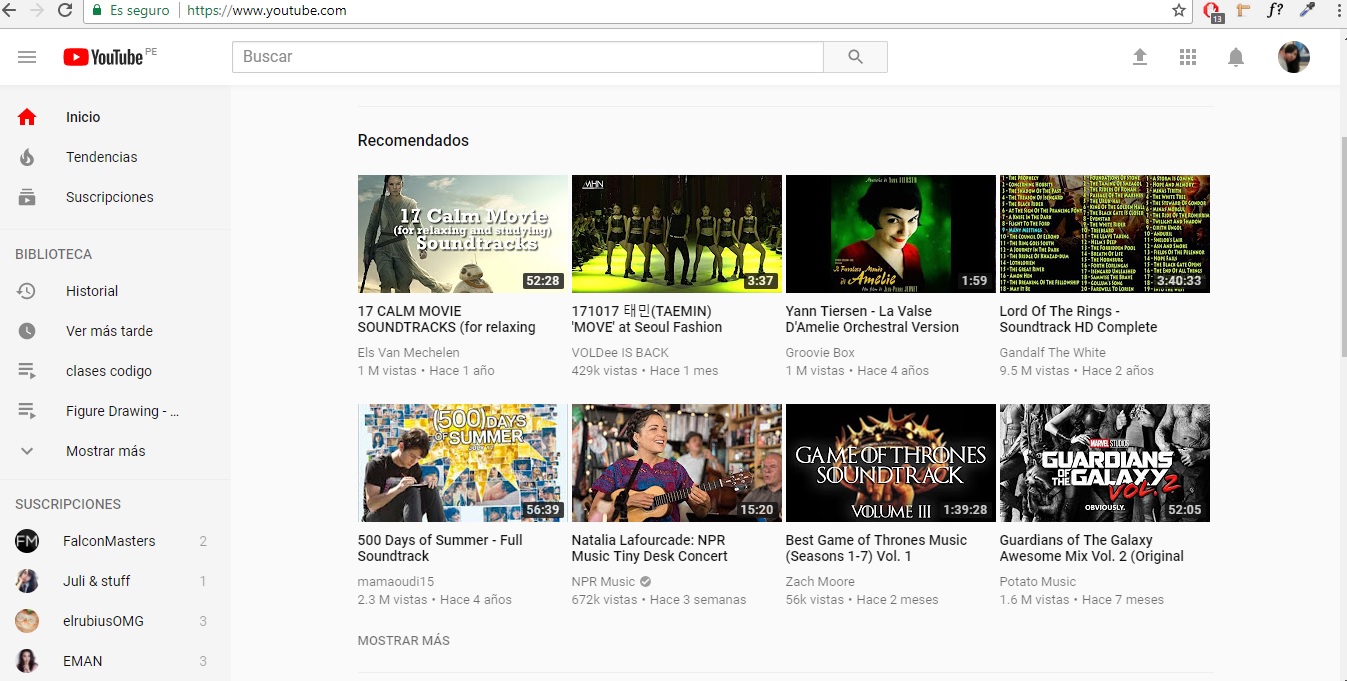 Es seguro https://www.youtube.com
13
f?
YouTube PE
Buscar
Inicio
Tendencias
Suscripciones
BIBLIOTECA
Historial
Ver más tarde
clases codigo
Figure Drawing - ...
Mostrar más
SUSCRIPCIONES
FM
FalconMasters 2
Juli & stuff 1
elrubiusOMG 3
EMAN 3
Recomendados
17 Calm Movie
(for relaxing and studying)
Soundtracks
52:28
17 CALM MOVIE
SOUNDTRACKS (for relaxing
Els Van Mechelen
1 M vistas • Hace 1 año
3:37
171017 태민(TAEMIN)
'MOVE' at Seoul Fashion
VOLDee IS BACK
429k vistas • Hace 1 mes
Yann TIERSEN
Amélie
1:59
Yann Tiersen - La Valse
D'Amelie Orchestral Version
Groovie Box
1 M vistas • Hace 4 años
3:40:33
Lord Of The Rings -
Soundtrack HD Complete
Gandalf The White
9.5 M vistas • Hace 2 años
(500) DAYS
OF SUMMER
56:39
500 Days of Summer - Full
Soundtrack
mamaoudi15
2.3 M vistas • Hace 4 años
15:20
Natalia Lafourcade: NPR
Music Tiny Desk Concert
NPR Music
672k vistas • Hace 3 semanas
GAME OF THRONES
SOUNDTRACK
VOLUME III
1:39:28
Best Game of Thrones Music
(Seasons 1-7) Vol. 1
Zach Moore
56k vistas • Hace 2 meses
MARVEL STUDIOS
GUARDIANS
OF THE GALAXY
VOL. 2
OBVIOUSLY.
52:05
Guardians of The Galaxy
Awesome Mix Vol. 2 (Original
Potato Music
1.6 M vistas • Hace 7 meses
MOSTRAR MÁS